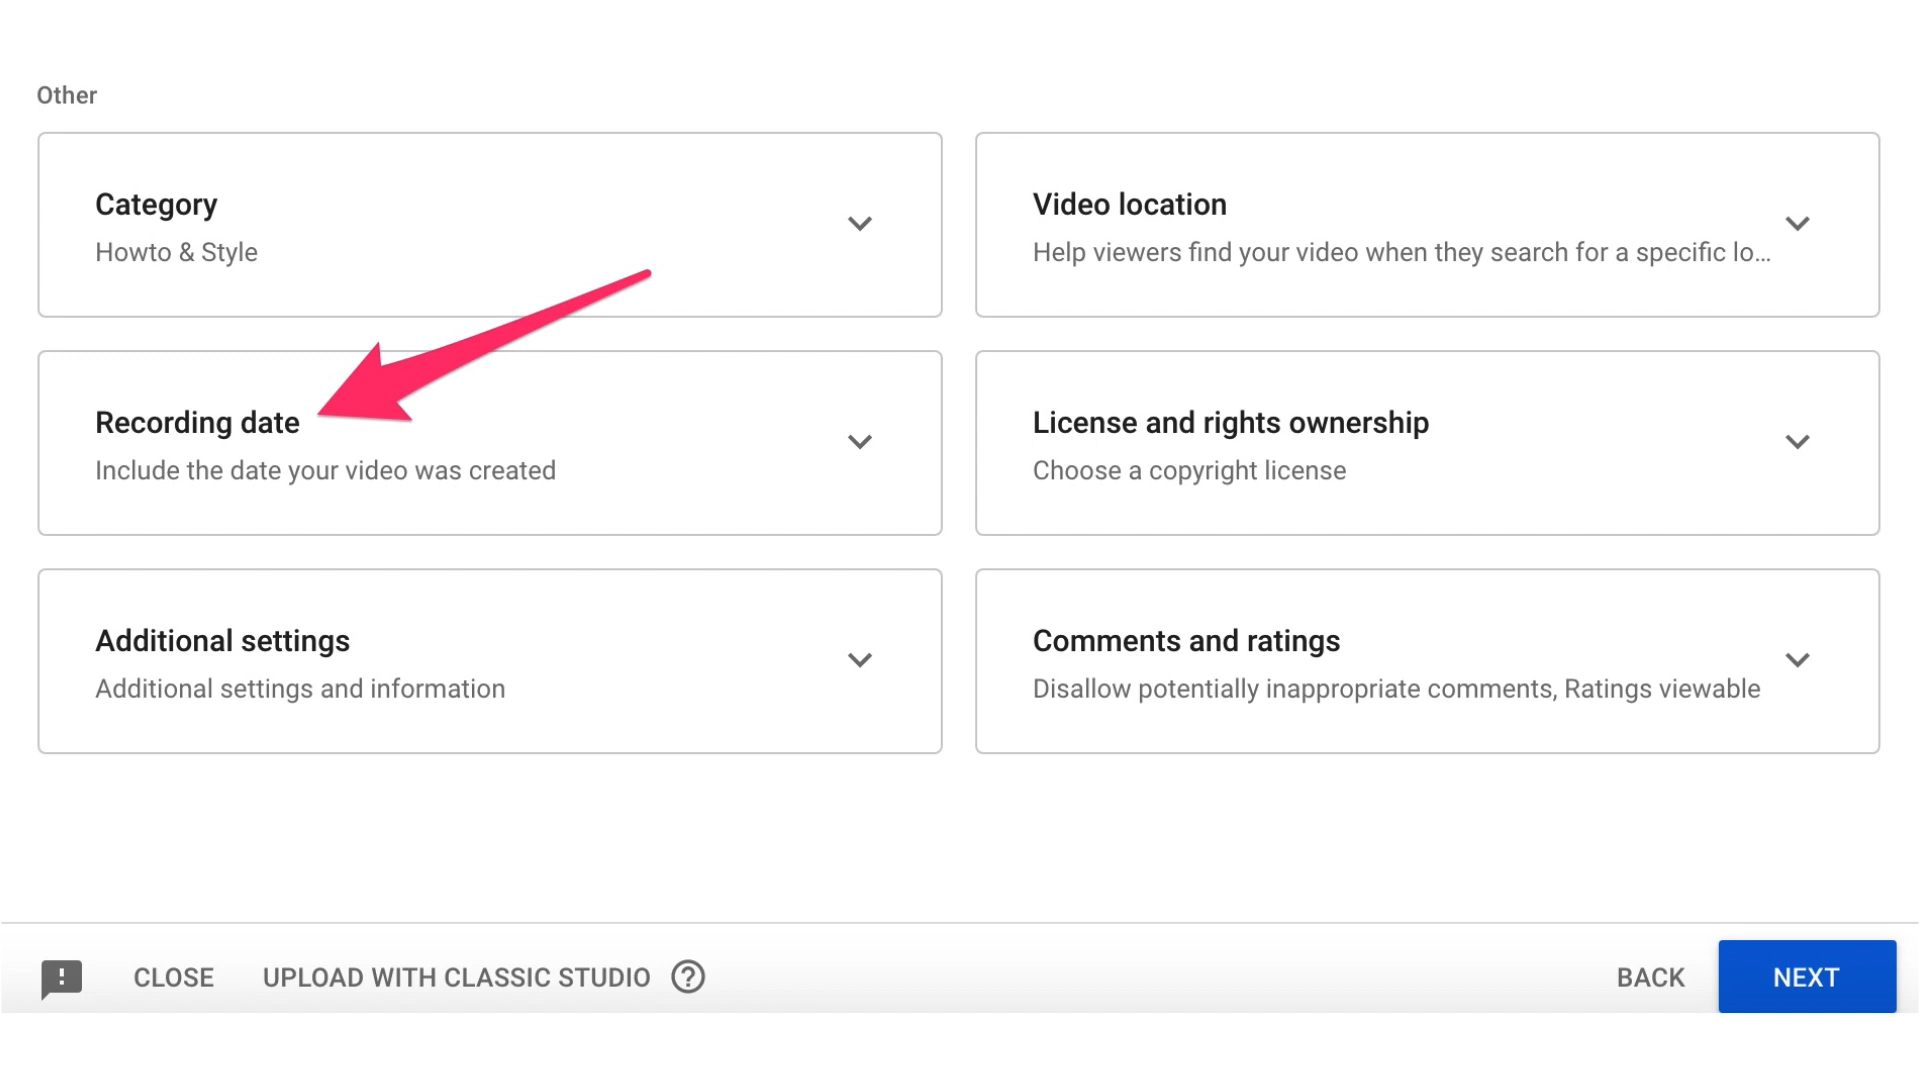 Other
Category
Howto & Style
Video location
Help viewers find your video when they search for a specific lo...
Recording date
Include the date your video was created
License and rights ownership
Choose a copyright license
Additional settings
Additional settings and information
Comments and ratings
Disallow potentially inappropriate comments, Ratings viewable
CLOSE
UPLOAD WITH CLASSIC STUDIO
BACK
NEXT